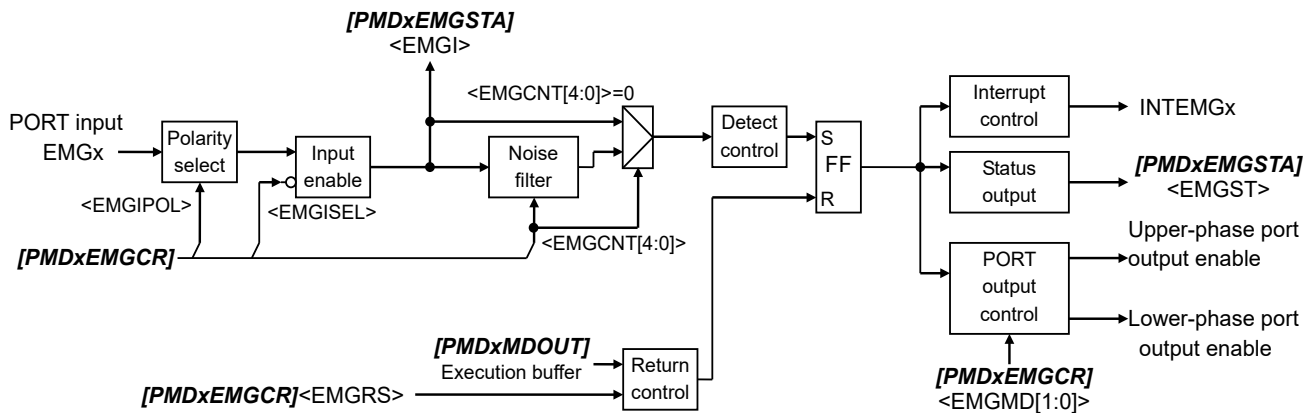 [PMDxEMGSTA]
<EMGI>
<EMGCNT[4:0]>=0
PORT input
EMGx
Polarity
select
Input
enable
Noise
filter
Detect
control
S
FF
R
Interrupt
control
INTEMGx
Status
output
[PMDxEMGSTA]
<EMGST>
<EMGIPOL>
<EMGISEL>
<EMGCNT[4:0]>
[PMDxEMGCR]
PORT
output
control
Upper-phase port
output enable
Lower-phase port
output enable
[PMDxMDOUT]
Execution buffer
Return
control
[PMDxEMGCR]<EMGRS>
[PMDxEMGCR]
<EMGMD[1:0]>